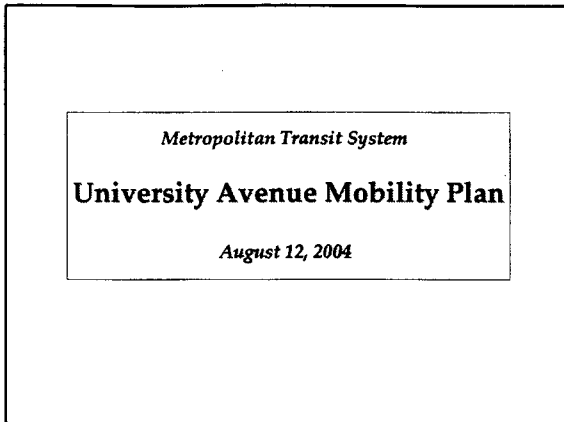 Metropolitan Transit System
University Avenue Mobility Plan
August 12, 2004